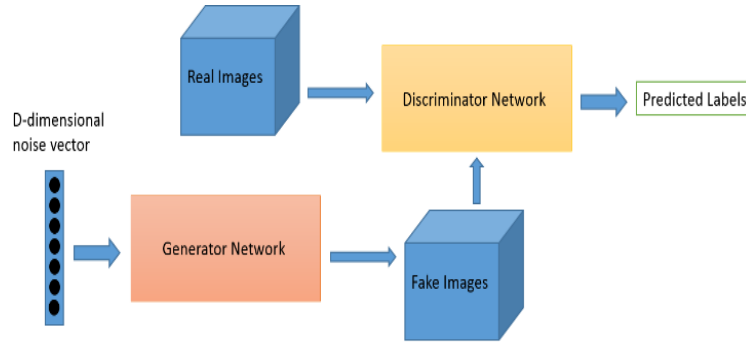 Real Images
Discriminator Network
Predicted Labels
D-dimensional
noise vector
Generator Network
Fake Images